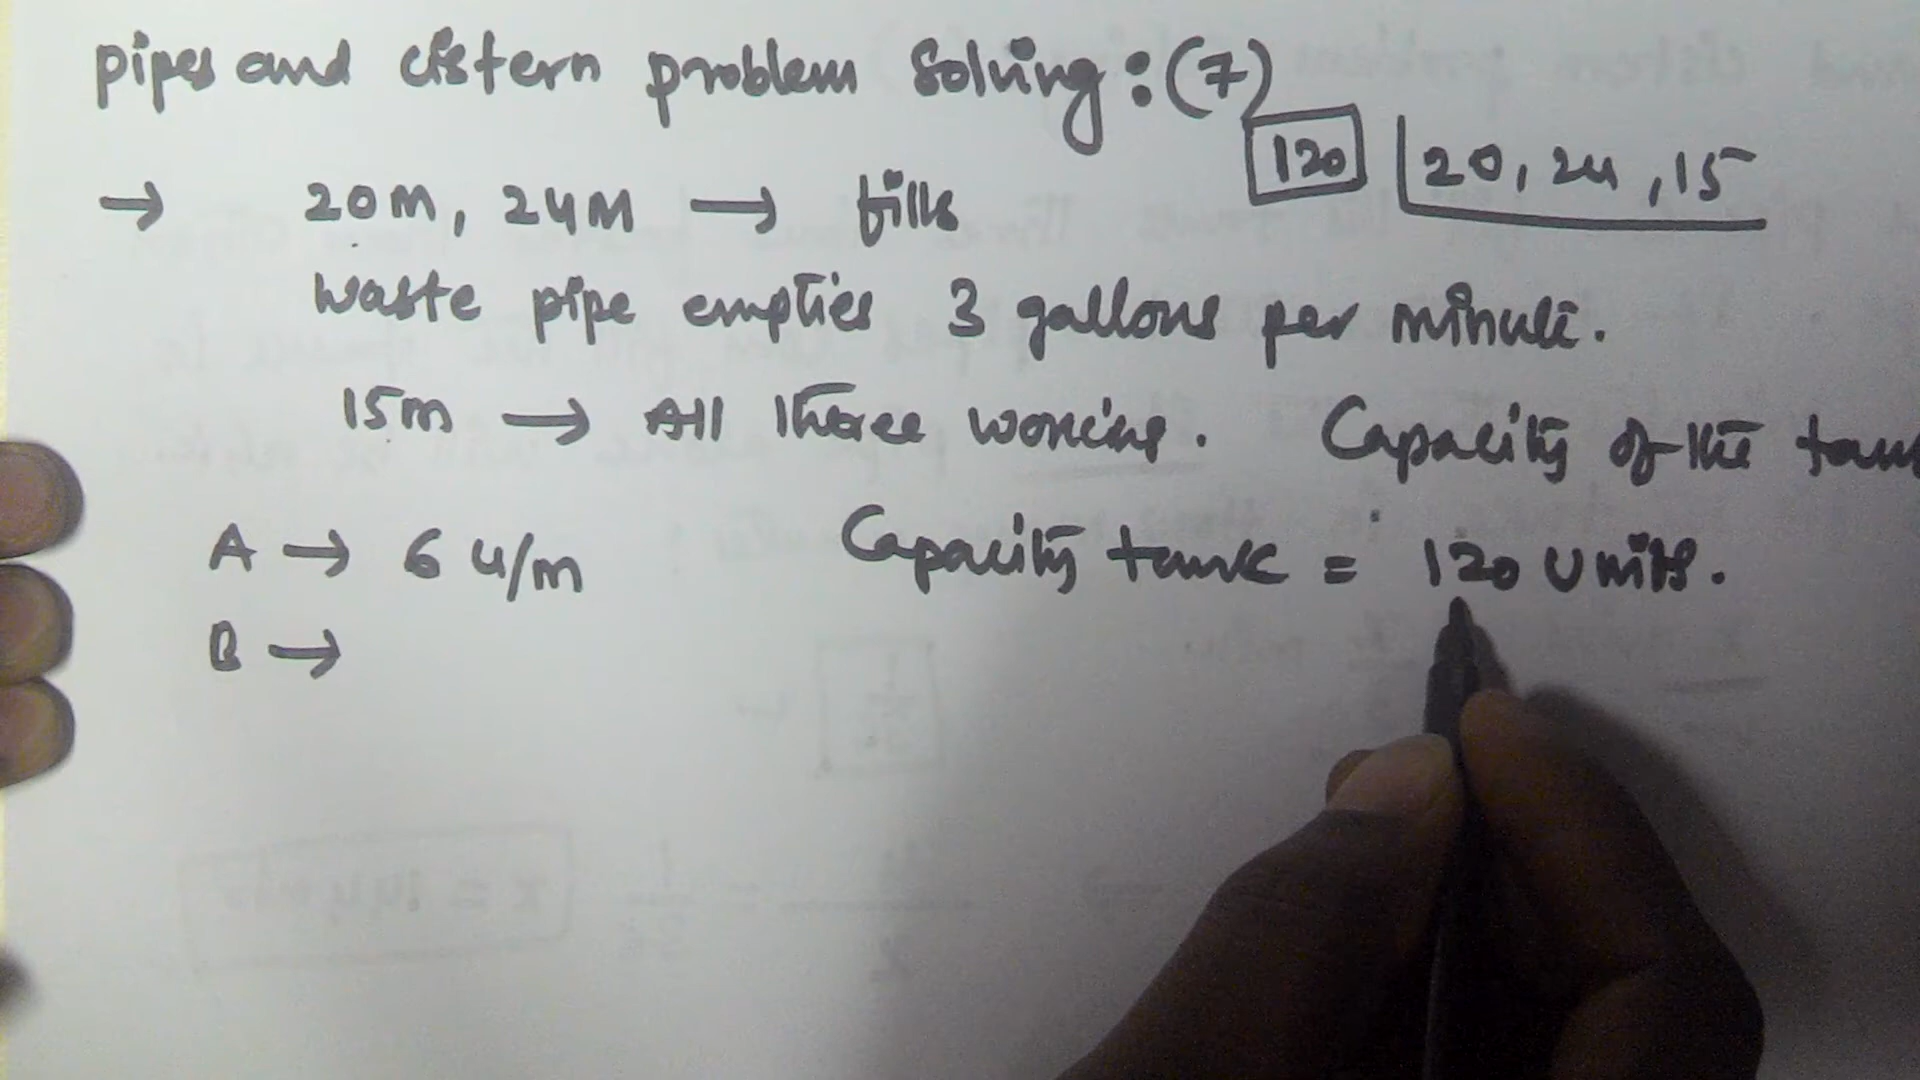 pipes and cistern problem solving : (7)
120 20, 24, 15
→ 20M, 24M → fills
waste pipe empties 3 gallons per minute.
15m → All three working. Capacity of the tank
A → 6 u/m Capacity tank = 120 units.
B →